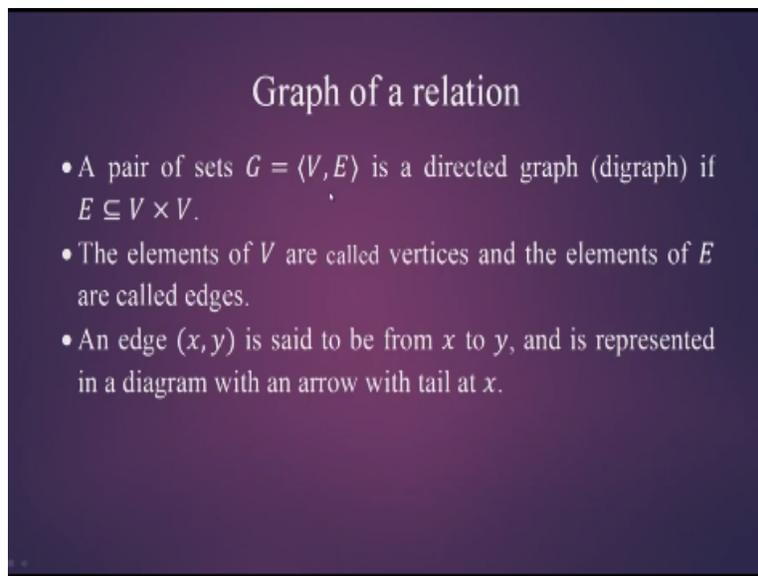 Graph of a relation
• A pair of sets G = ⟨V, E⟩ is a directed graph (digraph) if
E ⊆ V × V.
• The elements of V are called vertices and the elements of E
are called edges.
• An edge (x, y) is said to be from x to y, and is represented
in a diagram with an arrow with tail at x.